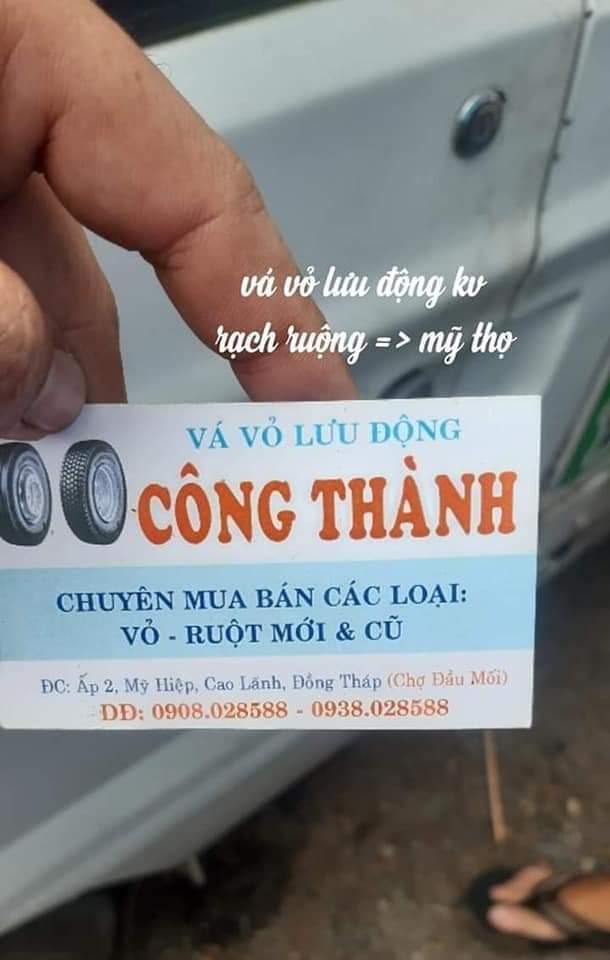 vá vỏ lưu động kv
rạch ruộng => mỹ thọ
VÁ VỎ LƯU ĐỘNG
CÔNG THÀNH
CHUYÊN MUA BÁN CÁC LOẠI:
VỎ - RUỘT MỚI & CŨ
ĐC: Ấp 2, Mỹ Hiệp, Cao Lãnh, Đồng Tháp (Chợ Đầu Mối)
DĐ: 0908.028588 - 0938.028588